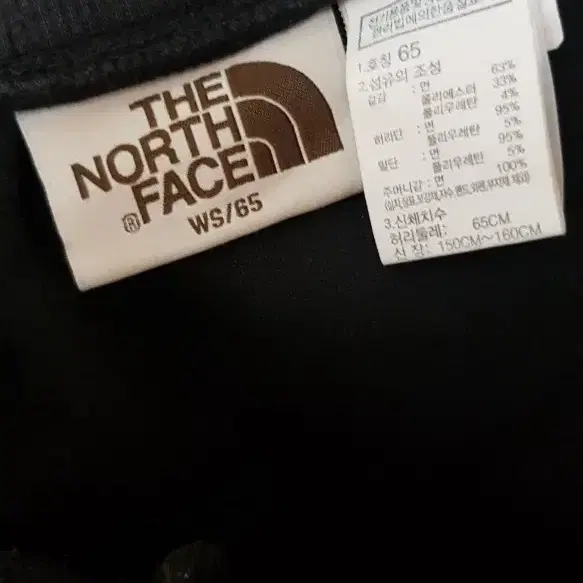 THE
NORTH
FACE
®
WS/65
1.호칭 65
2.섬유의 조성
겉감 : 면 63%
폴리에스터 33%
폴리우레탄 4%
허리단 : 면 95%
폴리우레탄 5%
밑단 : 면 95%
폴리우레탄 5%
주머니감 : 면 100%
3.신체치수
허리둘레: 65CM
신 장: 150CM~160CM